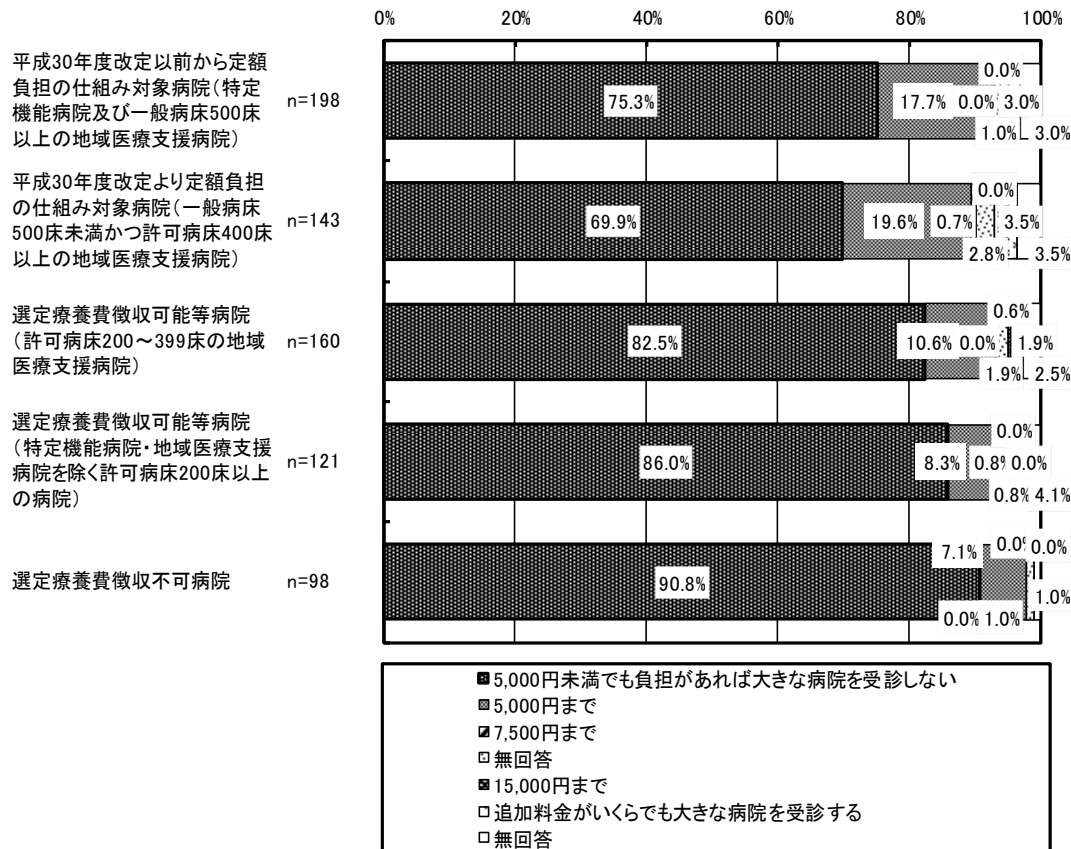 0%
20%
40%
60%
80%
100%
平成30年度改定以前から定額
負担の仕組み対象病院(特定
機能病院及び一般病床500床
以上の地域医療支援病院)
n=198
75.3%
17.7%
0.0%
0.0%
3.0%
1.0%
3.0%
平成30年度改定より定額負担
の仕組み対象病院(一般病床
500床未満かつ許可病床400床
以上の地域医療支援病院)
n=143
69.9%
19.6%
0.7%
0.0%
3.5%
2.8%
3.5%
選定療養費徴収可能等病院
(許可病床200~399床の地域
医療支援病院)
n=160
82.5%
10.6%
0.0%
0.6%
1.9%
1.9%
2.5%
選定療養費徴収可能等病院
(特定機能病院・地域医療支援
病院を除く許可病床200床以上
の病院)
n=121
86.0%
8.3%
0.8%
0.0%
0.0%
0.8%
4.1%
選定療養費徴収不可病院
n=98
90.8%
7.1%
0.0%
0.0%
0.0%
1.0%
1.0%
5,000円未満でも負担があれば大きな病院を受診しない
5,000円まで
7,500円まで
無回答
15,000円まで
追加料金がいくらでも大きな病院を受診する
無回答